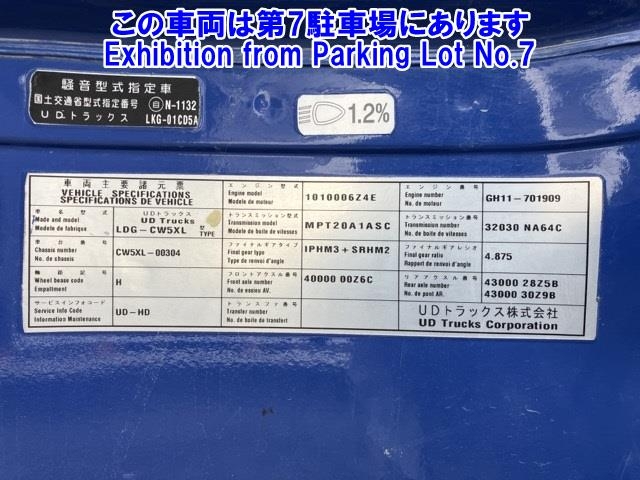 この車両は第7駐車場にあります
Exhibition from Parking Lot No.7
騒音型式指定車
国土交通省型式指定番号 自 N-1132
UDトラックス LKG-01CD5A
1.2%
車両主要諸元票
VEHICLE SPECIFICATIONS
SPECIFICATIONS DE VEHICLE
車名型式
Made and model
Modele de fabrique
UDトラックス
UD Trucks
LDG-CW5XL 型 TYPE
車台番号
Chassis number
No. de chassis
CW5XL-00304
軸距記号
Wheel bease code
Empattement
H
サービスインフォコード
Service Info Code
Information Maintenance
UD-HD
エンジン型式
Engine model
Modele de moteur
1010006Z4E
トランスミッション型式
Transmission model
Modele de boite de vitesses
MPT20A1ASC
ファイナルギアタイプ
Final gear type
Type de renvoi d'angle
IPHM3+SRHM2
フロントアクスル番号
Front axle number
No. de essieu AV.
40000 00Z6C
トランスファ番号
Transfer number
No. de boite de transfert
エンジン番号
Engine number
No. de moteur
GH11-701909
トランスミッション番号
Transmission number
No. de boite de vitesses
32030 NA64C
ファイナルギアレシオ
Final gear ratio
Rapport de renvoi d'angle
4.875
リアアクスル番号
Rear axle number
No. de pont AR.
43000 28Z5B
43000 30Z9B
UDトラックス株式会社
UD Trucks Corporation